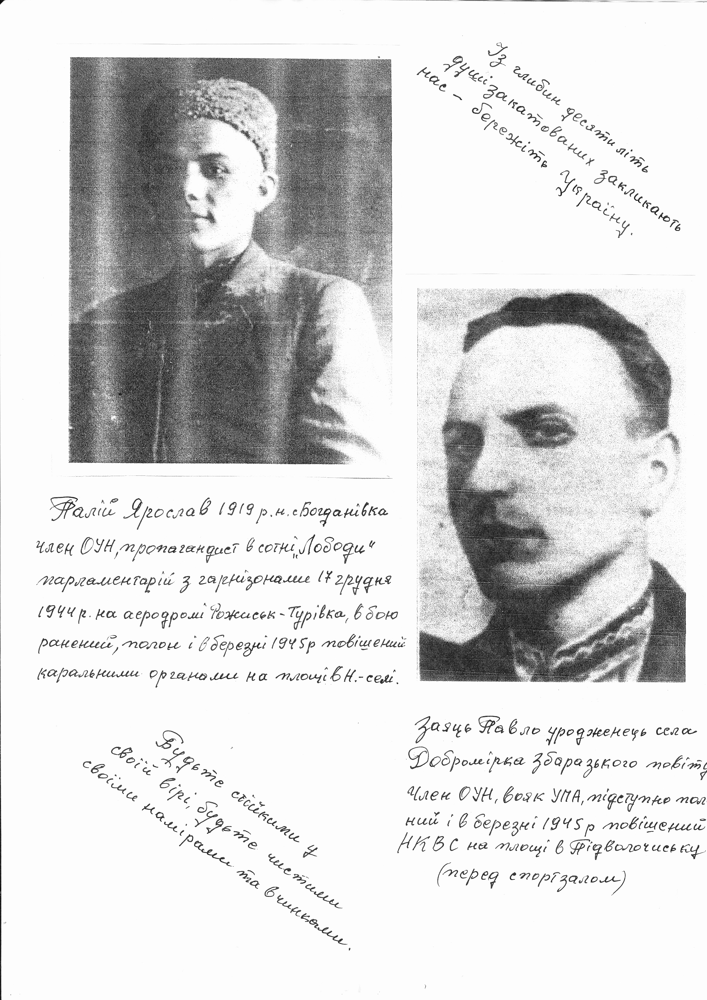 Із глибин десятиліть
душі закатованих закликають
нас – бережіть Україну.
Палій Ярослав 1919 р.н. с Богданівка
член ОУН, пропагандист в сотні „Лободи"
парламентарій з гарнізонами 17 грудня
1944 р. на аеродромі Рожиськ-Турівка, в бою
ранений, полон і в березні 1945р повішений
каральними органами на площі в Н.-селі.
Заяць Павло уродженець села
Добромірка Збаразького повіту
Член ОУН, вояк УПА, підступно пол
ний і в березні 1945 р повішений
НКВС на площі в Підволочиську
(перед спортзалом)
Будьте стійкими у
своїй вірі, будьте чистими
своїми намірами та вчинками.